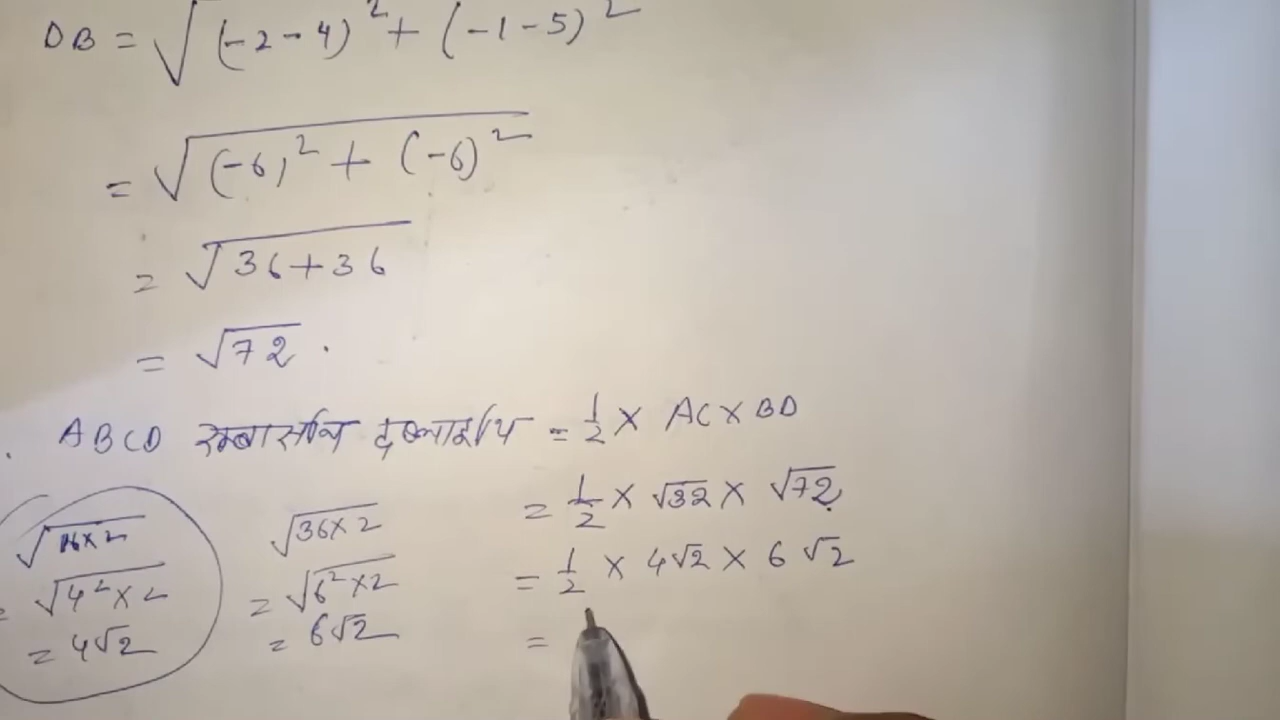 DB = √(-2-4)² + (-1-5)²
= √(-6)² + (-6)²
= √36+36
= √72 .
. ABCD = 1/2 × AC × BD
= 1/2 × √32 × √72
= 1/2 × 4√2 × 6√2
=
√16×2
= √4²×2
= 4√2
√36×2
= √6²×2
= 6√2